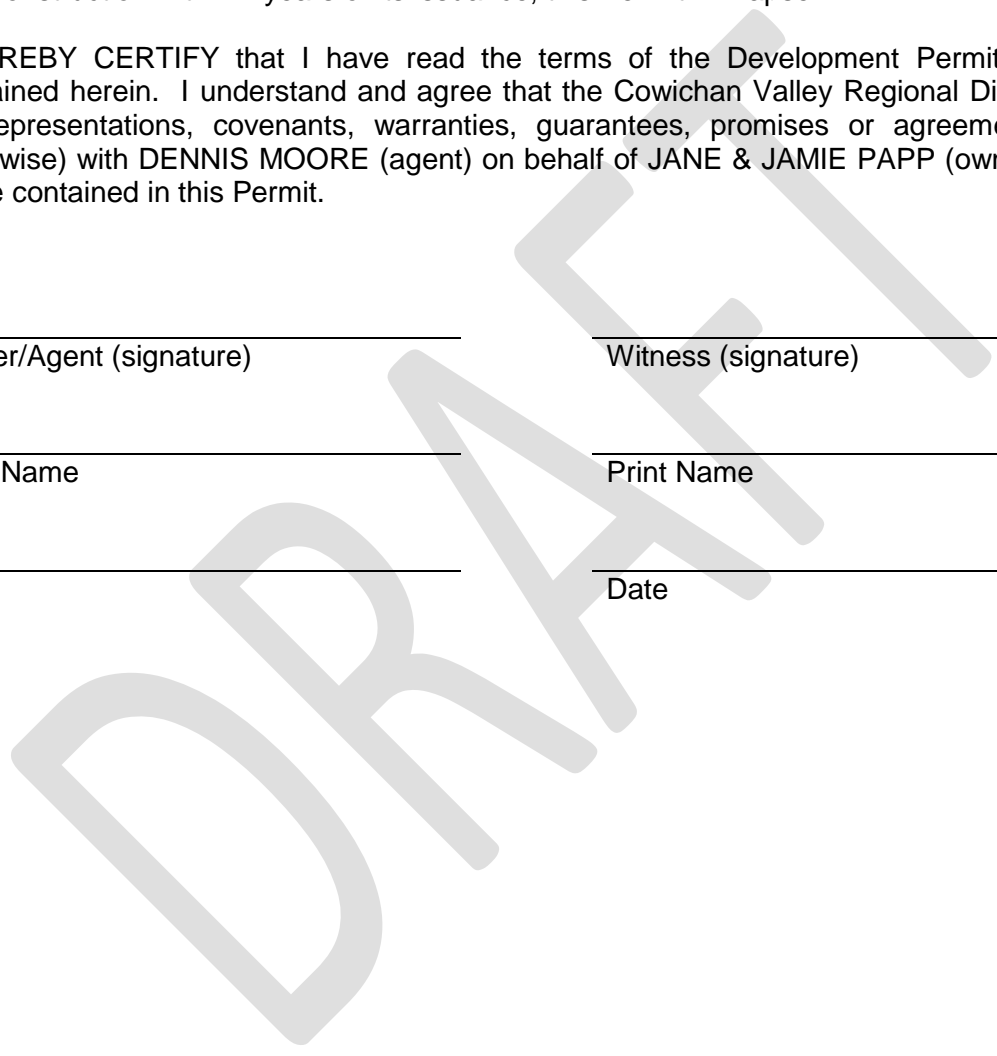 REBY CERTIFY that I have read the terms of the Development Permit
ained herein. I understand and agree that the Cowichan Valley Regional Di
epresentations, covenants, warranties, guarantees, promises or agreeme
wise) with DENNIS MOORE (agent) on behalf of JANE & JAMIE PAPP (own
e contained in this Permit.
er/Agent (signature) Witness (signature)
Name Print Name
Date
DRAFT